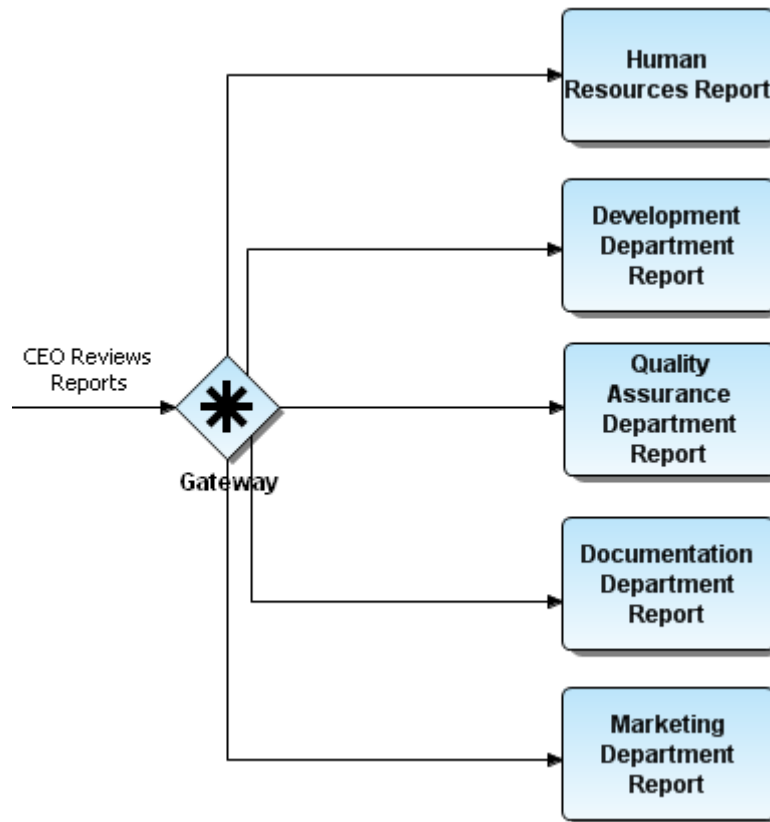 Human
Resources Report
Development
Department
Report
CEO Reviews
Reports
Quality
Assurance
Department
Report
Gateway
Documentation
Department
Report
Marketing
Department
Report